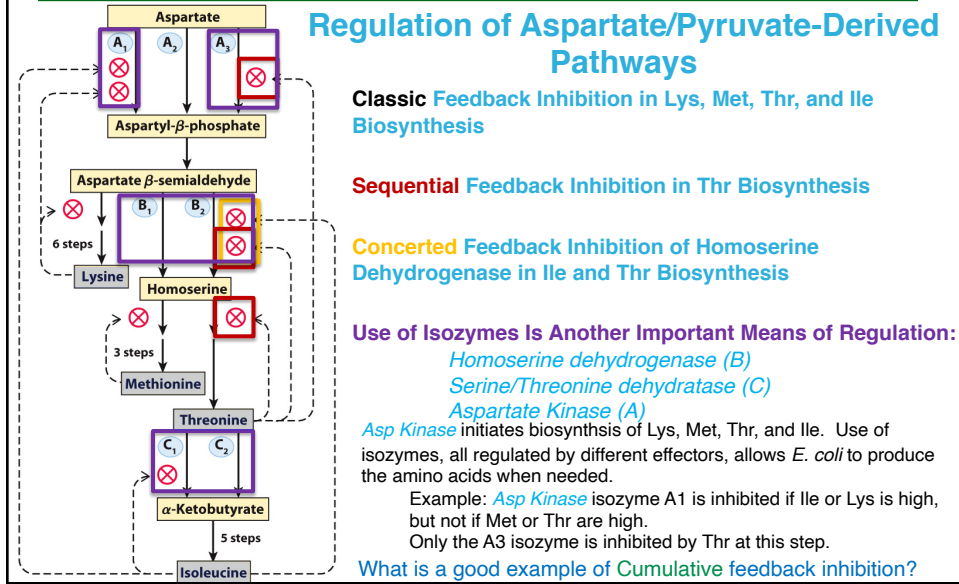 Regulation of Aspartate/Pyruvate-Derived
Pathways
Aspartate
A1
A2
A3
Aspartyl-β-phosphate
Aspartate β-semialdehyde
B1
B2
6 steps
Lysine
Homoserine
3 steps
Methionine
Threonine
C1
C2
α-Ketobutyrate
5 steps
Isoleucine
Classic Feedback Inhibition in Lys, Met, Thr, and Ile
Biosynthesis
Sequential Feedback Inhibition in Thr Biosynthesis
Concerted Feedback Inhibition of Homoserine
Dehydrogenase in Ile and Thr Biosynthesis
Use of Isozymes Is Another Important Means of Regulation:
Homoserine dehydrogenase (B)
Serine/Threonine dehydratase (C)
Aspartate Kinase (A)
Asp Kinase initiates biosynthsis of Lys, Met, Thr, and Ile. Use of
isozymes, all regulated by different effectors, allows E. coli to produce
the amino acids when needed.
Example: Asp Kinase isozyme A1 is inhibited if Ile or Lys is high,
but not if Met or Thr are high.
Only the A3 isozyme is inhibited by Thr at this step.
What is a good example of Cumulative feedback inhibition?